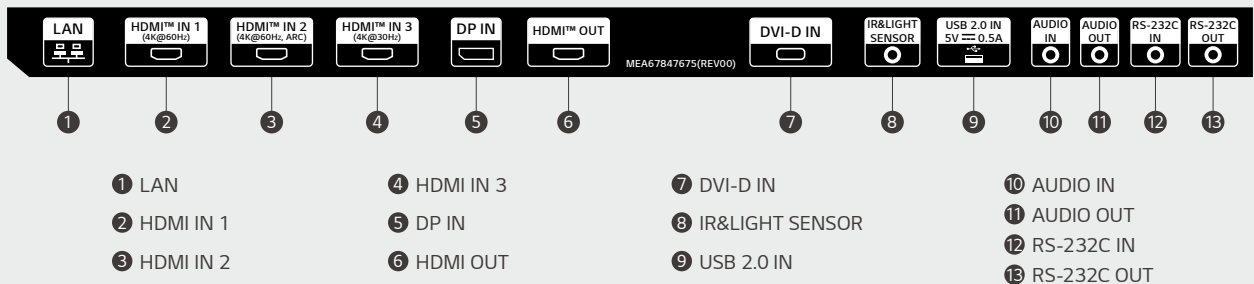 LAN
HDMI™ IN 1
(4K@60Hz)
HDMI™ IN 2
(4K@60Hz, ARC)
HDMI™ IN 3
(4K@30Hz)
DP IN
HDMI™ OUT
MEA67847675(REV00)
DVI-D IN
IR&LIGHT
SENSOR
USB 2.0 IN
5V ⎓ 0.5A
AUDIO
IN
AUDIO
OUT
RS-232C
IN
RS-232C
OUT
1 2 3 4 5 6 7 8 9 10 11 12 13
1 LAN
2 HDMI IN 1
3 HDMI IN 2
4 HDMI IN 3
5 DP IN
6 HDMI OUT
7 DVI-D IN
8 IR&LIGHT SENSOR
9 USB 2.0 IN
10 AUDIO IN
11 AUDIO OUT
12 RS-232C IN
13 RS-232C OUT